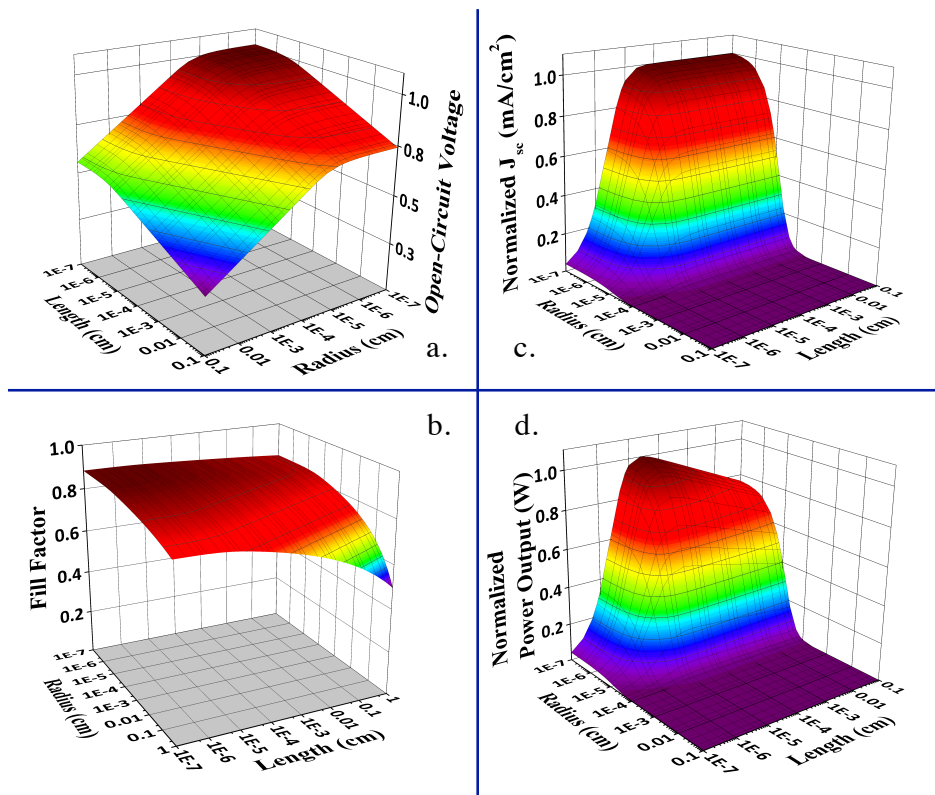 1.0
0.8
0.5
0.3
Open-Circuit Voltage
1E-7
1E-6
1E-5
1E-4
1E-3
0.01
0.1
Length (cm)
0.1
0.01
1E-3
1E-4
1E-5
1E-6
1E-7
Radius (cm)
a.
1.0
0.8
0.6
0.4
0.2
Normalized Jsc (mA/cm2)
1E-7
1E-6
1E-5
1E-4
1E-3
0.01
0.1
Radius (cm)
1E-7
1E-6
1E-5
1E-4
1E-3
0.01
0.1
Length (cm)
c.
b.
1.0
0.8
0.6
0.4
0.2
Fill Factor
1E-7
1E-6
1E-5
1E-4
1E-3
0.01
0.1
1
Radius (cm)
1E-7
1E-6
1E-5
1E-4
1E-3
0.01
0.1
1
Length (cm)
d.
1.0
0.8
0.6
0.4
0.2
Normalized
Power Output (W)
1E-7
1E-6
1E-5
1E-4
1E-3
0.01
0.1
Radius (cm)
1E-7
1E-6
1E-5
1E-4
1E-3
0.01
0.1
Length (cm)